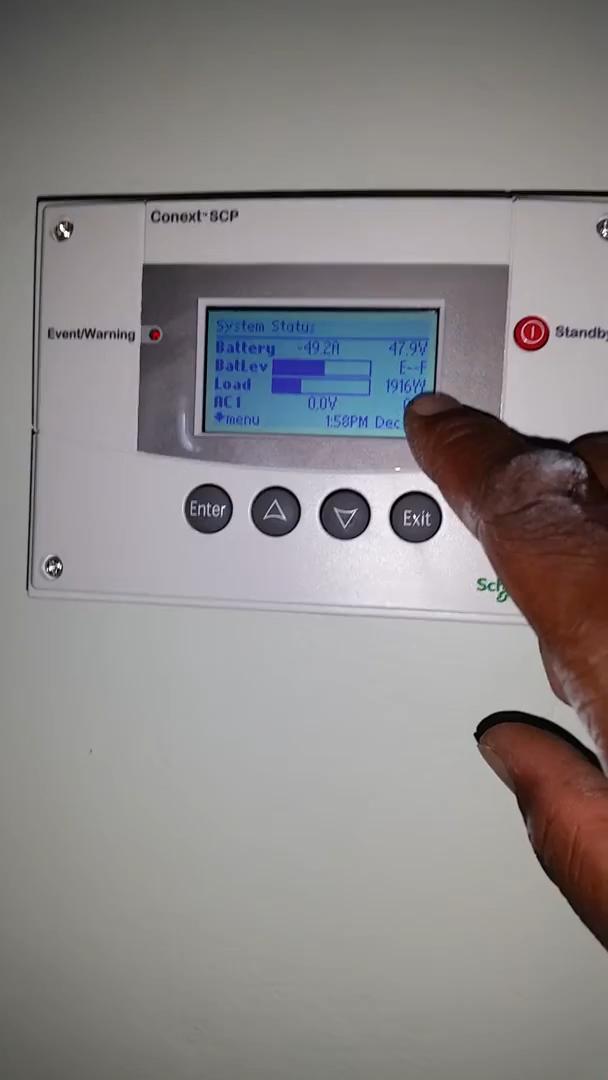 Conext™ SCP
Event/Warning
Standby
System Status
Battery -49.2A 47.9V
BatLev E--F
Load 1916W
AC1 0.0V
menu 1:58PM Dec
Enter
Exit